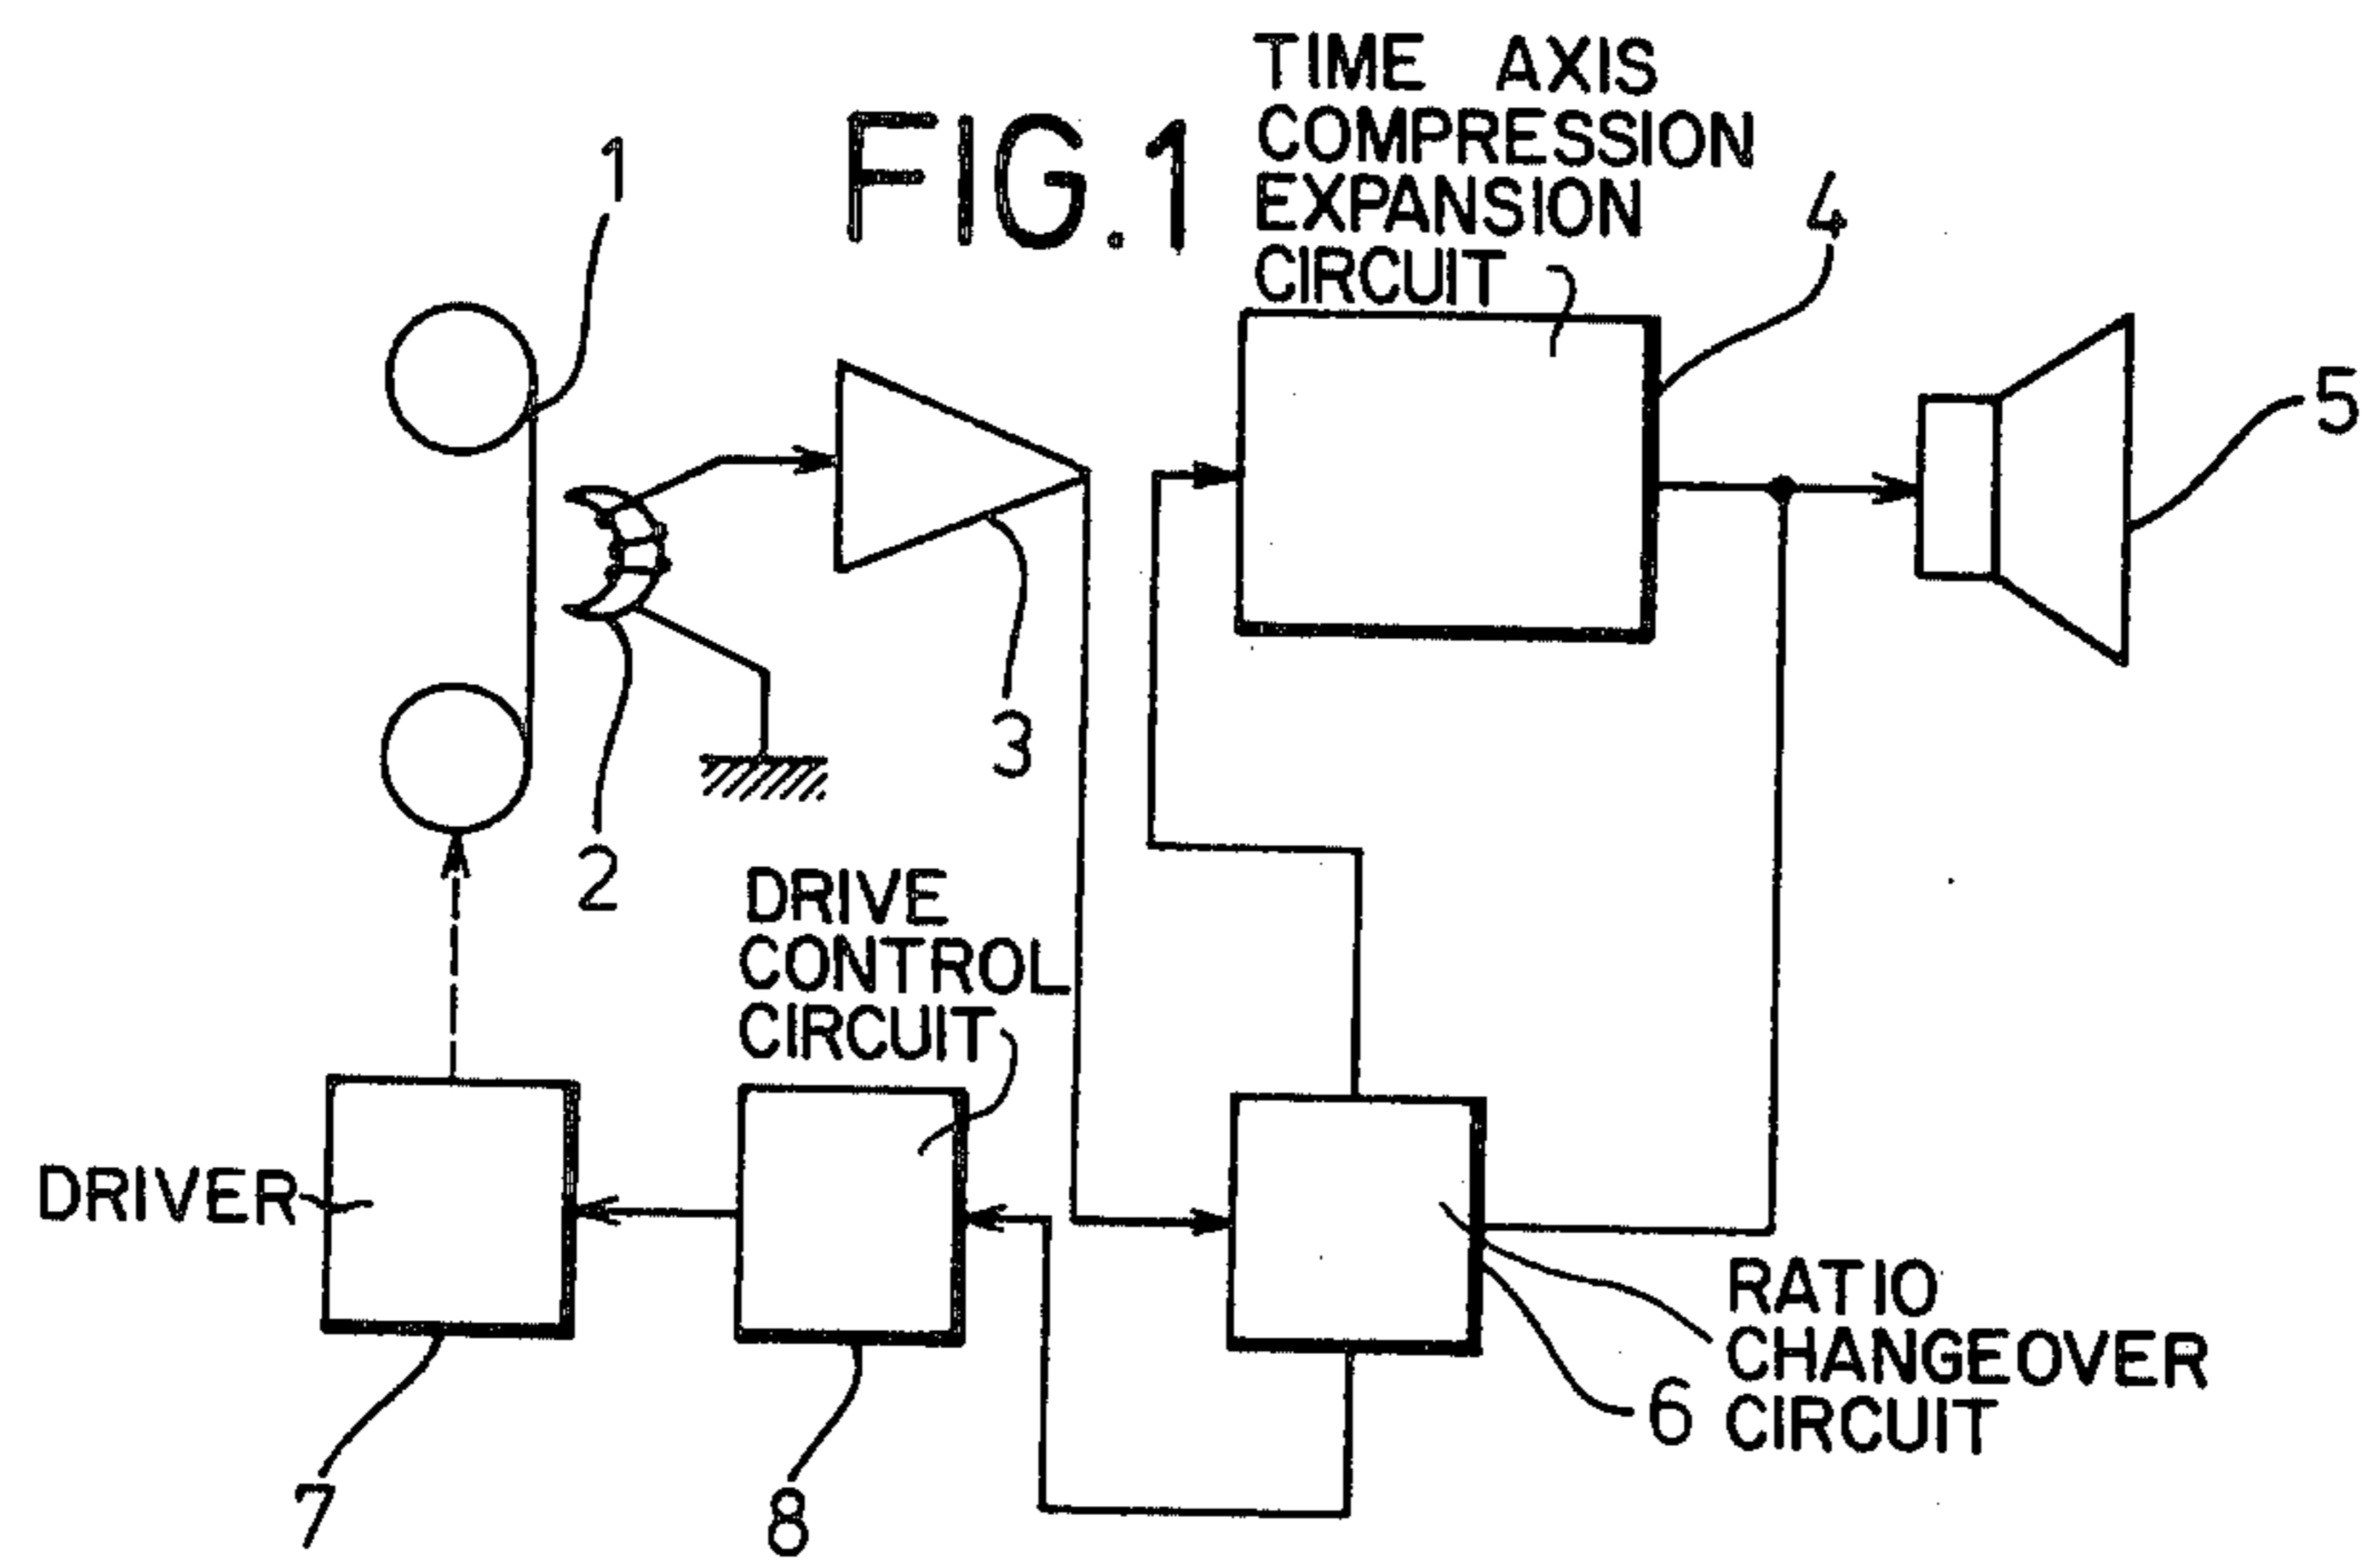 FIG.1
TIME AXIS
COMPRESSION
EXPANSION
CIRCUIT
1
4
5
3
2
DRIVE
CONTROL
CIRCUIT
DRIVER
RATIO
CHANGEOVER
CIRCUIT
6
7
8